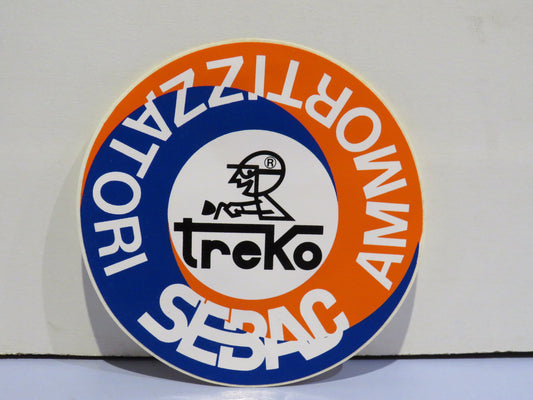 AMMORTIZZATORI
®
treKo
SEBAC